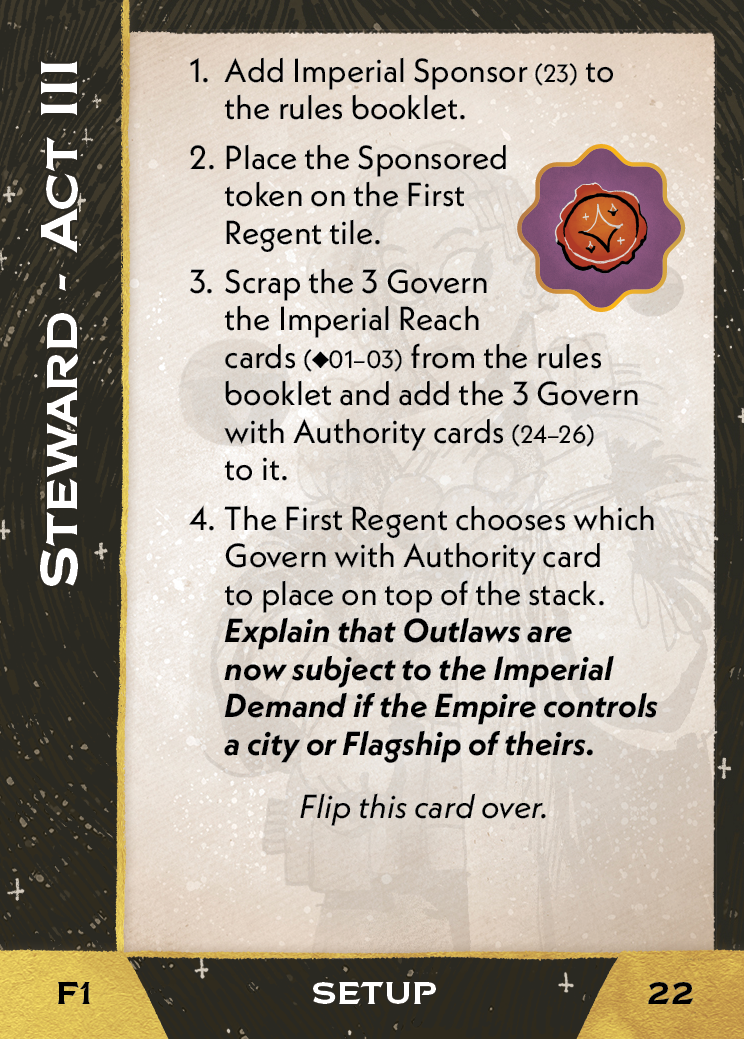 STEWARD - ACT III
1. Add Imperial Sponsor (23) to
the rules booklet.
2. Place the Sponsored
token on the First
Regent tile.
3. Scrap the 3 Govern
the Imperial Reach
cards (◆01–03) from the rules
booklet and add the 3 Govern
with Authority cards (24–26)
to it.
4. The First Regent chooses which
Govern with Authority card
to place on top of the stack.
Explain that Outlaws are
now subject to the Imperial
Demand if the Empire controls
a city or Flagship of theirs.
Flip this card over.
F1 SETUP 22